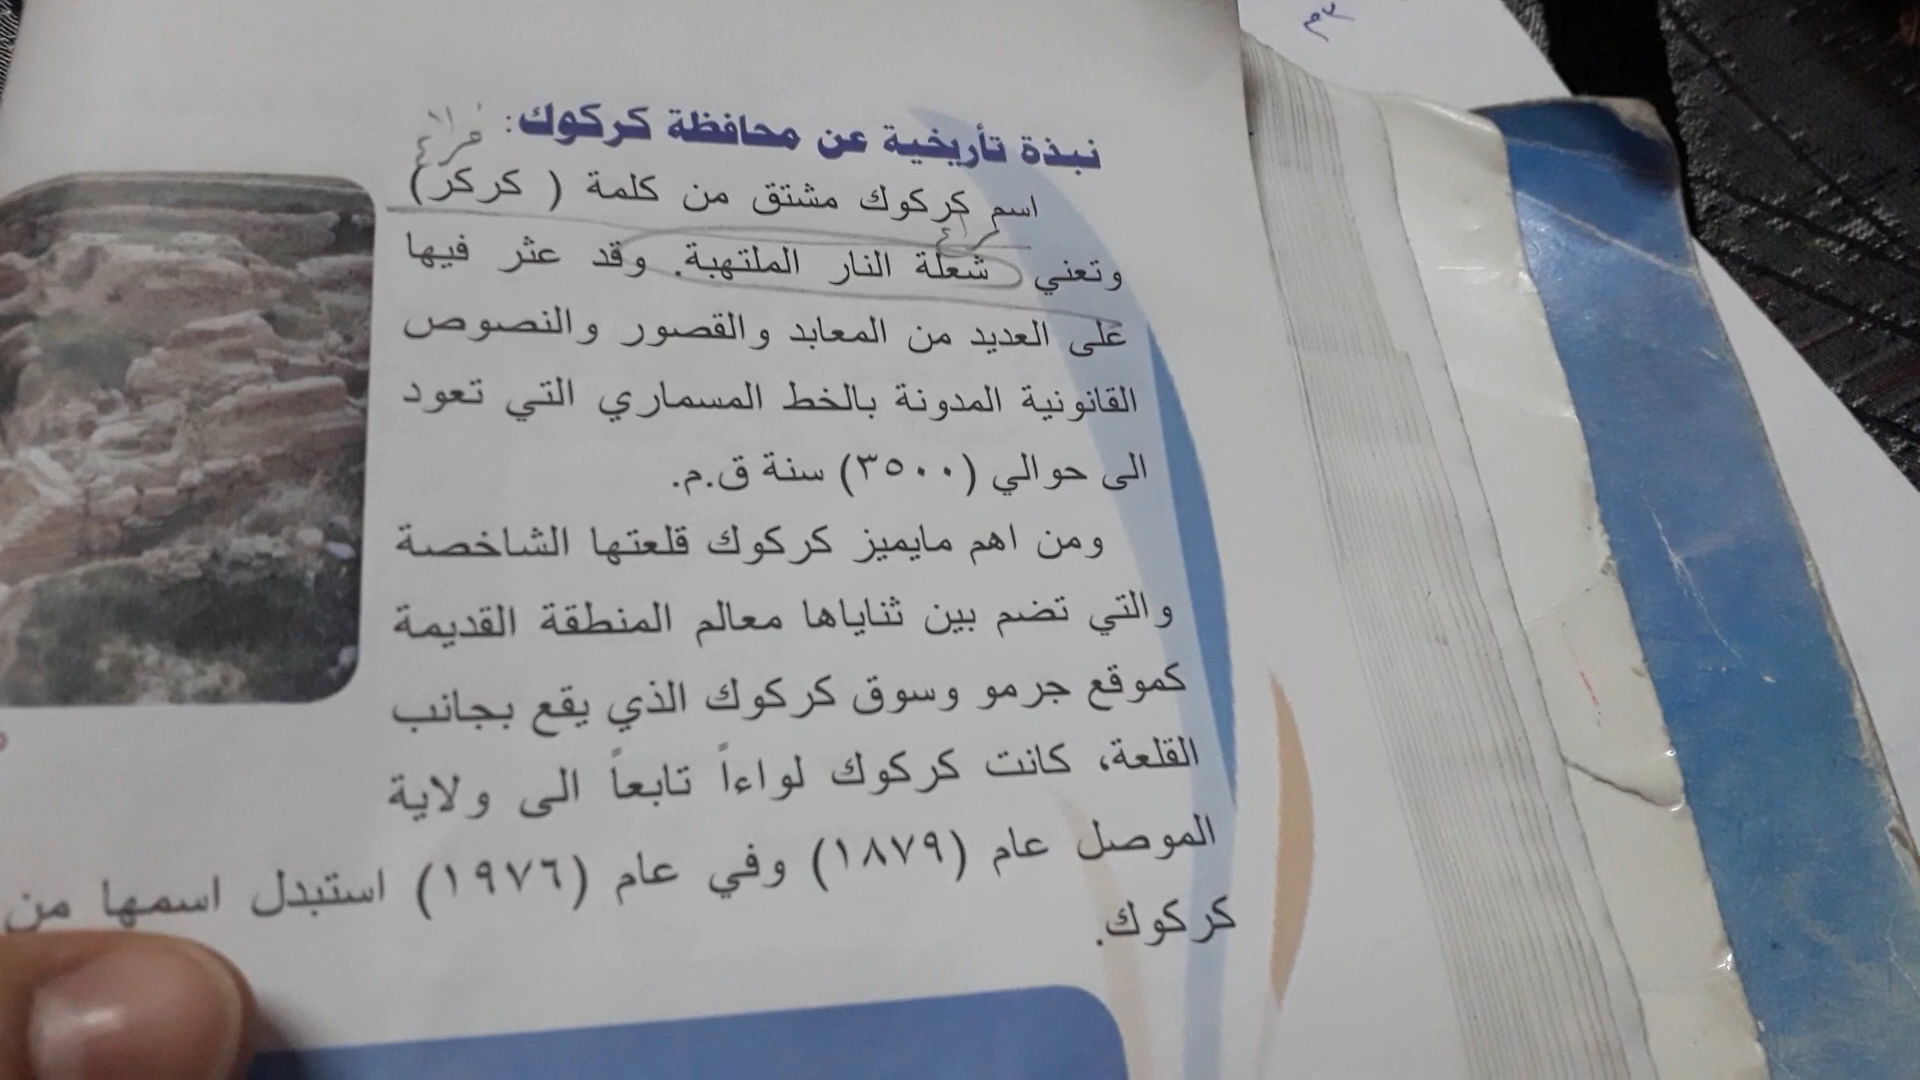 نبذة تأريخية عن محافظة كركوك:
اسم كركوك مشتق من كلمة ( كركر)
وتعني شعلة النار الملتهبة. وقد عثر فيها
على العديد من المعابد والقصور والنصوص
القانونية المدونة بالخط المسماري التي تعود
الى حوالي (٣٥٠٠) سنة ق.م.
ومن اهم مايميز كركوك قلعتها الشاخصة
والتي تضم بين ثناياها معالم المنطقة القديمة
كموقع جرمو وسوق كركوك الذي يقع بجانب
القلعة، كانت كركوك لواءاً تابعاً الى ولاية
الموصل عام (١٨٧٩) وفي عام (١٩٧٦) استبدل اسمها من
كركوك.